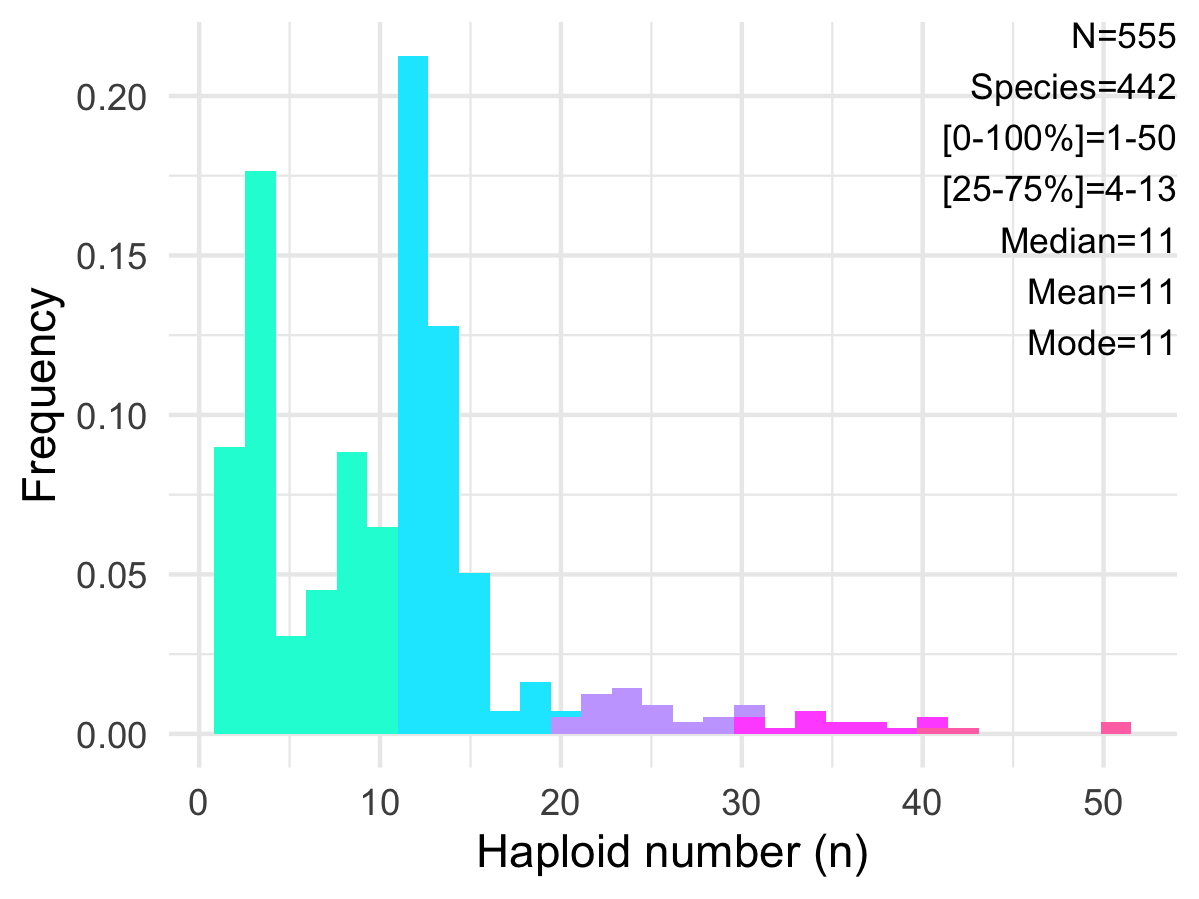 N=555
Species=442
[0-100%]=1-50
[25-75%]=4-13
Median=11
Mean=11
Mode=11
Frequency
0.20
0.15
0.10
0.05
0.00
0 10 20 30 40 50
Haploid number (n)